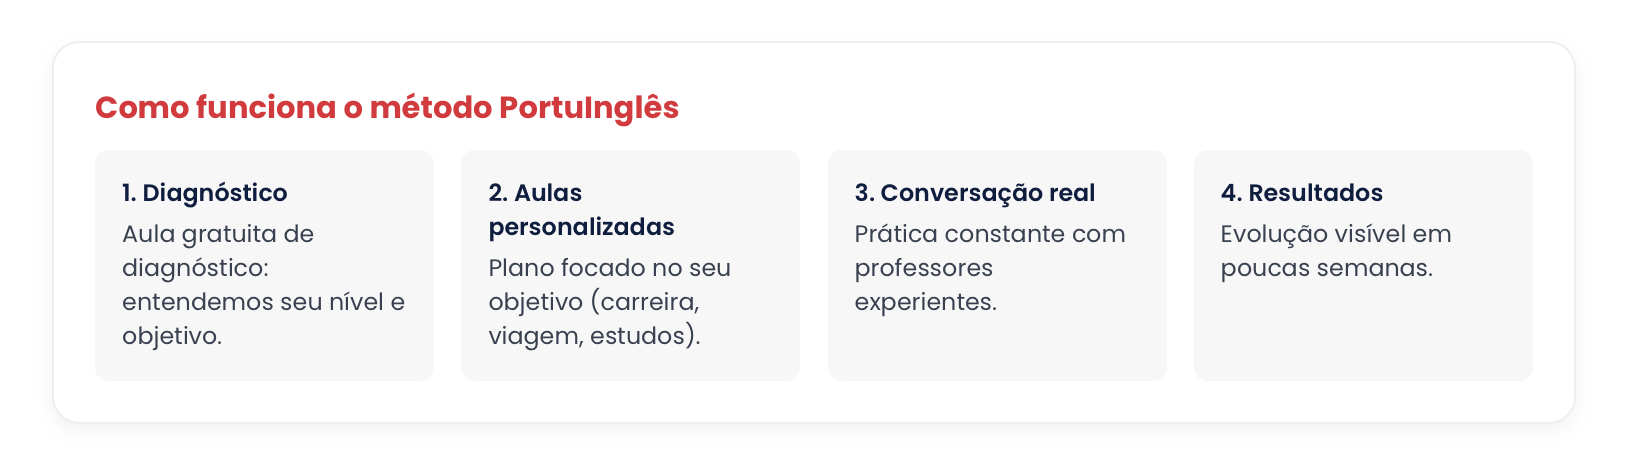 Como funciona o método PortuInglês
1. Diagnóstico
Aula gratuita de
diagnóstico:
entendemos seu nível e
objetivo.
2. Aulas
personalizadas
Plano focado no seu
objetivo (carreira,
viagem, estudos).
3. Conversação real
Prática constante com
professores
experientes.
4. Resultados
Evolução visível em
poucas semanas.